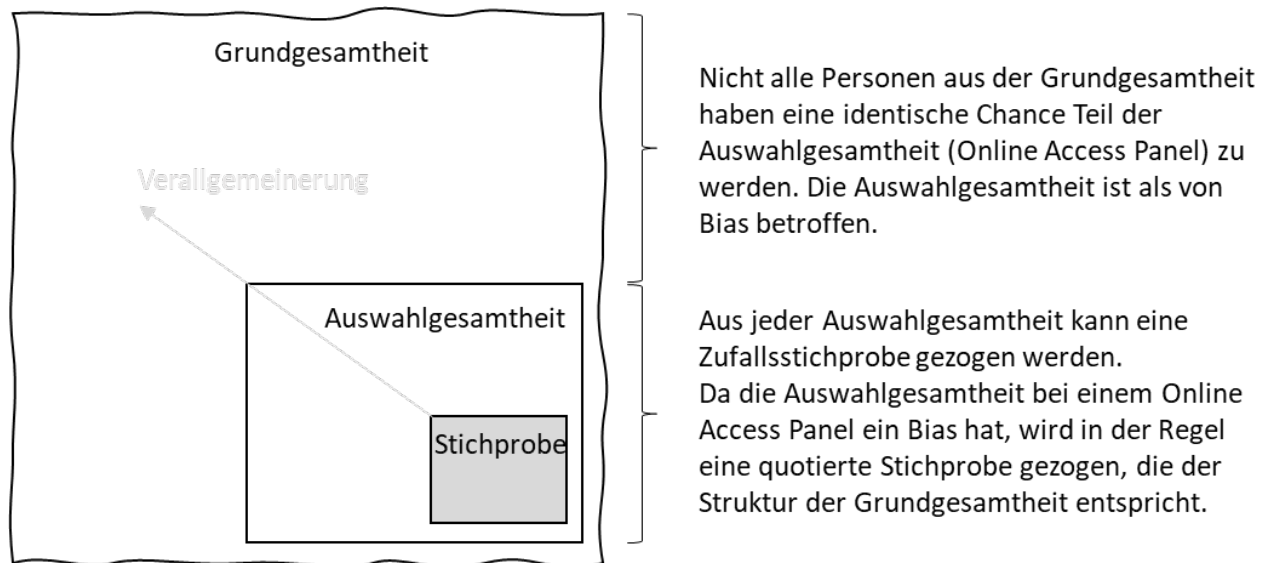 Grundgesamtheit
Verallgemeinerung
Auswahlgesamtheit
Stichprobe
Nicht alle Personen aus der Grundgesamtheit
haben eine identische Chance Teil der
Auswahlgesamtheit (Online Access Panel) zu
werden. Die Auswahlgesamtheit ist als von
Bias betroffen.
Aus jeder Auswahlgesamtheit kann eine
Zufallsstichprobe gezogen werden.
Da die Auswahlgesamtheit bei einem Online
Access Panel ein Bias hat, wird in der Regel
eine quotierte Stichprobe gezogen, die der
Struktur der Grundgesamtheit entspricht.